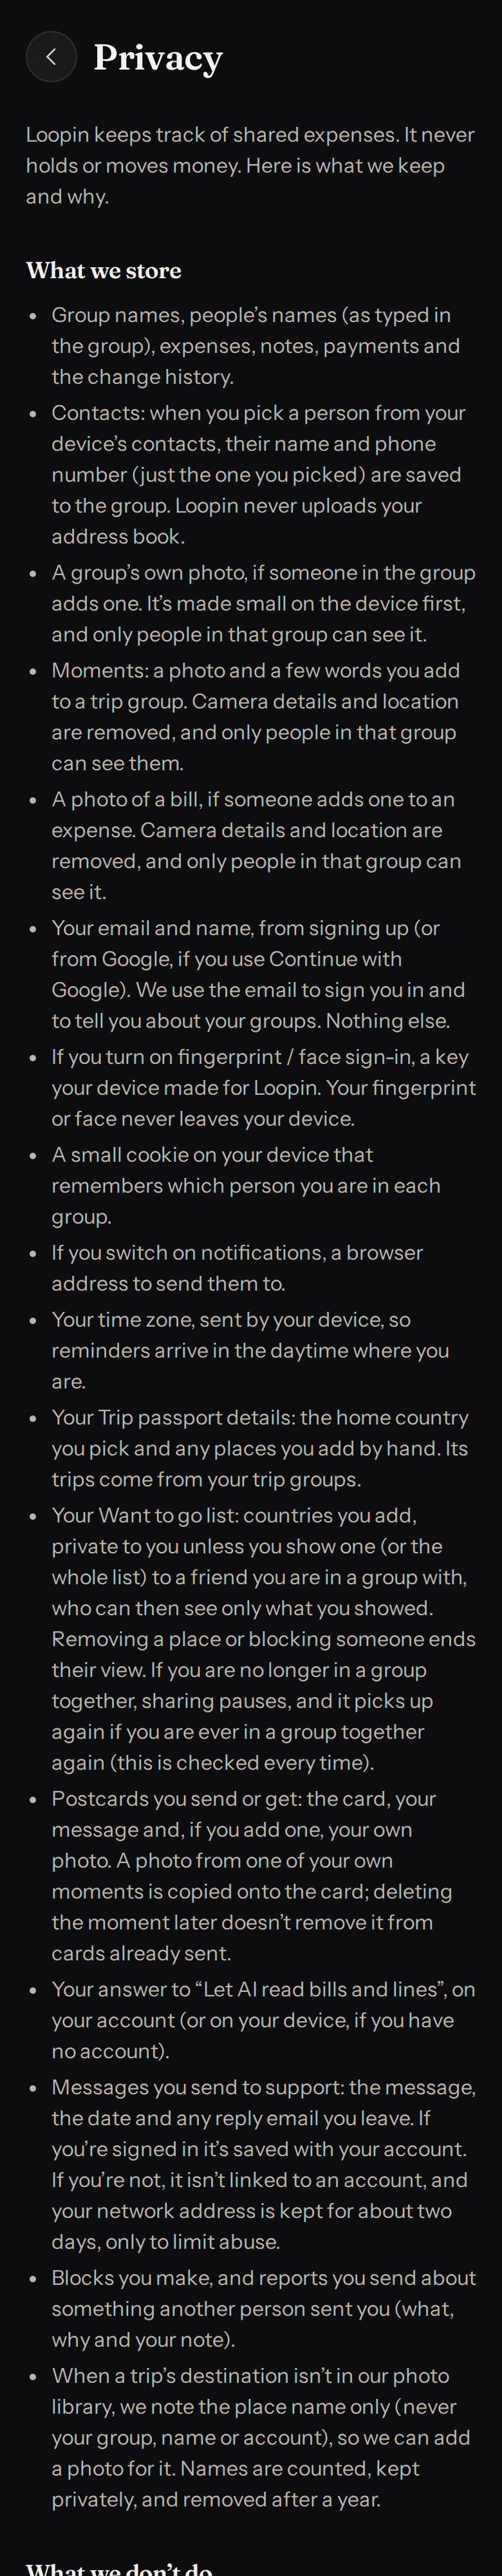 Privacy
Loopin keeps track of shared expenses. It never
holds or moves money. Here is what we keep
and why.
What we store
• Group names, people’s names (as typed in
the group), expenses, notes, payments and
the change history.
• Contacts: when you pick a person from your
device’s contacts, their name and phone
number (just the one you picked) are saved
to the group. Loopin never uploads your
address book.
• A group’s own photo, if someone in the group
adds one. It’s made small on the device first,
and only people in that group can see it.
• Moments: a photo and a few words you add
to a trip group. Camera details and location
are removed, and only people in that group
can see them.
• A photo of a bill, if someone adds one to an
expense. Camera details and location are
removed, and only people in that group can
see it.
• Your email and name, from signing up (or
from Google, if you use Continue with
Google). We use the email to sign you in and
to tell you about your groups. Nothing else.
• If you turn on fingerprint / face sign-in, a key
your device made for Loopin. Your fingerprint
or face never leaves your device.
• A small cookie on your device that
remembers which person you are in each
group.
• If you switch on notifications, a browser
address to send them to.
• Your time zone, sent by your device, so
reminders arrive in the daytime where you
are.
• Your Trip passport details: the home country
you pick and any places you add by hand. Its
trips come from your trip groups.
• Your Want to go list: countries you add,
private to you unless you show one (or the
whole list) to a friend you are in a group with,
who can then see only what you showed.
Removing a place or blocking someone ends
their view. If you are no longer in a group
together, sharing pauses, and it picks up
again if you are ever in a group together
again (this is checked every time).
• Postcards you send or get: the card, your
message and, if you add one, your own
photo. A photo from one of your own
moments is copied onto the card; deleting
the moment later doesn’t remove it from
cards already sent.
• Your answer to “Let AI read bills and lines”, on
your account (or on your device, if you have
no account).
• Messages you send to support: the message,
the date and any reply email you leave. If
you’re signed in it’s saved with your account.
If you’re not, it isn’t linked to an account, and
your network address is kept for about two
days, only to limit abuse.
• Blocks you make, and reports you send about
something another person sent you (what,
why and your note).
• When a trip’s destination isn’t in our photo
library, we note the place name only (never
your group, name or account), so we can add
a photo for it. Names are counted, kept
privately, and removed after a year.
What we don’t do